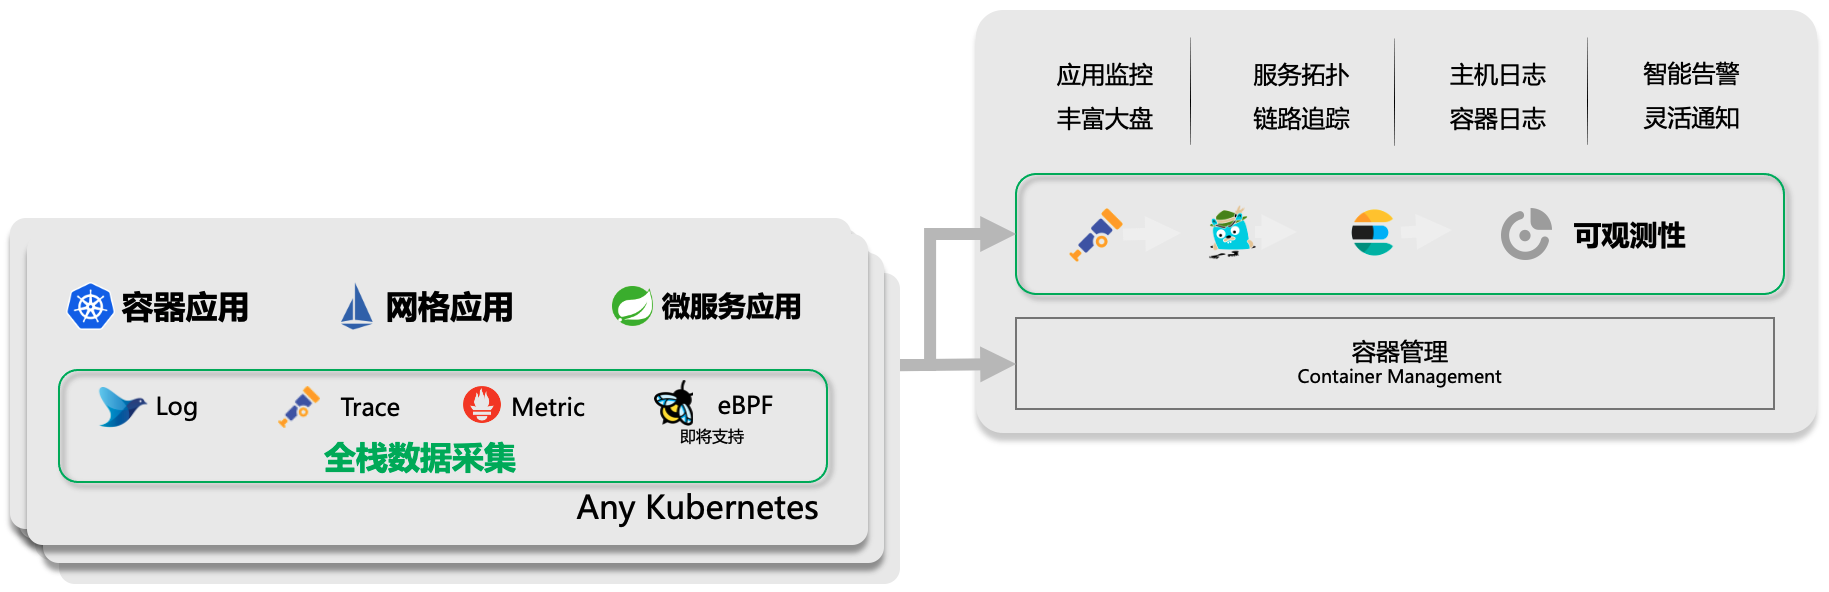 容器应用
网格应用
微服务应用
Log
Trace
Metric
eBPF
即将支持
全栈数据采集
Any Kubernetes
应用监控
丰富大盘
服务拓扑
链路追踪
主机日志
容器日志
智能告警
灵活通知
可观测性
容器管理
Container Management